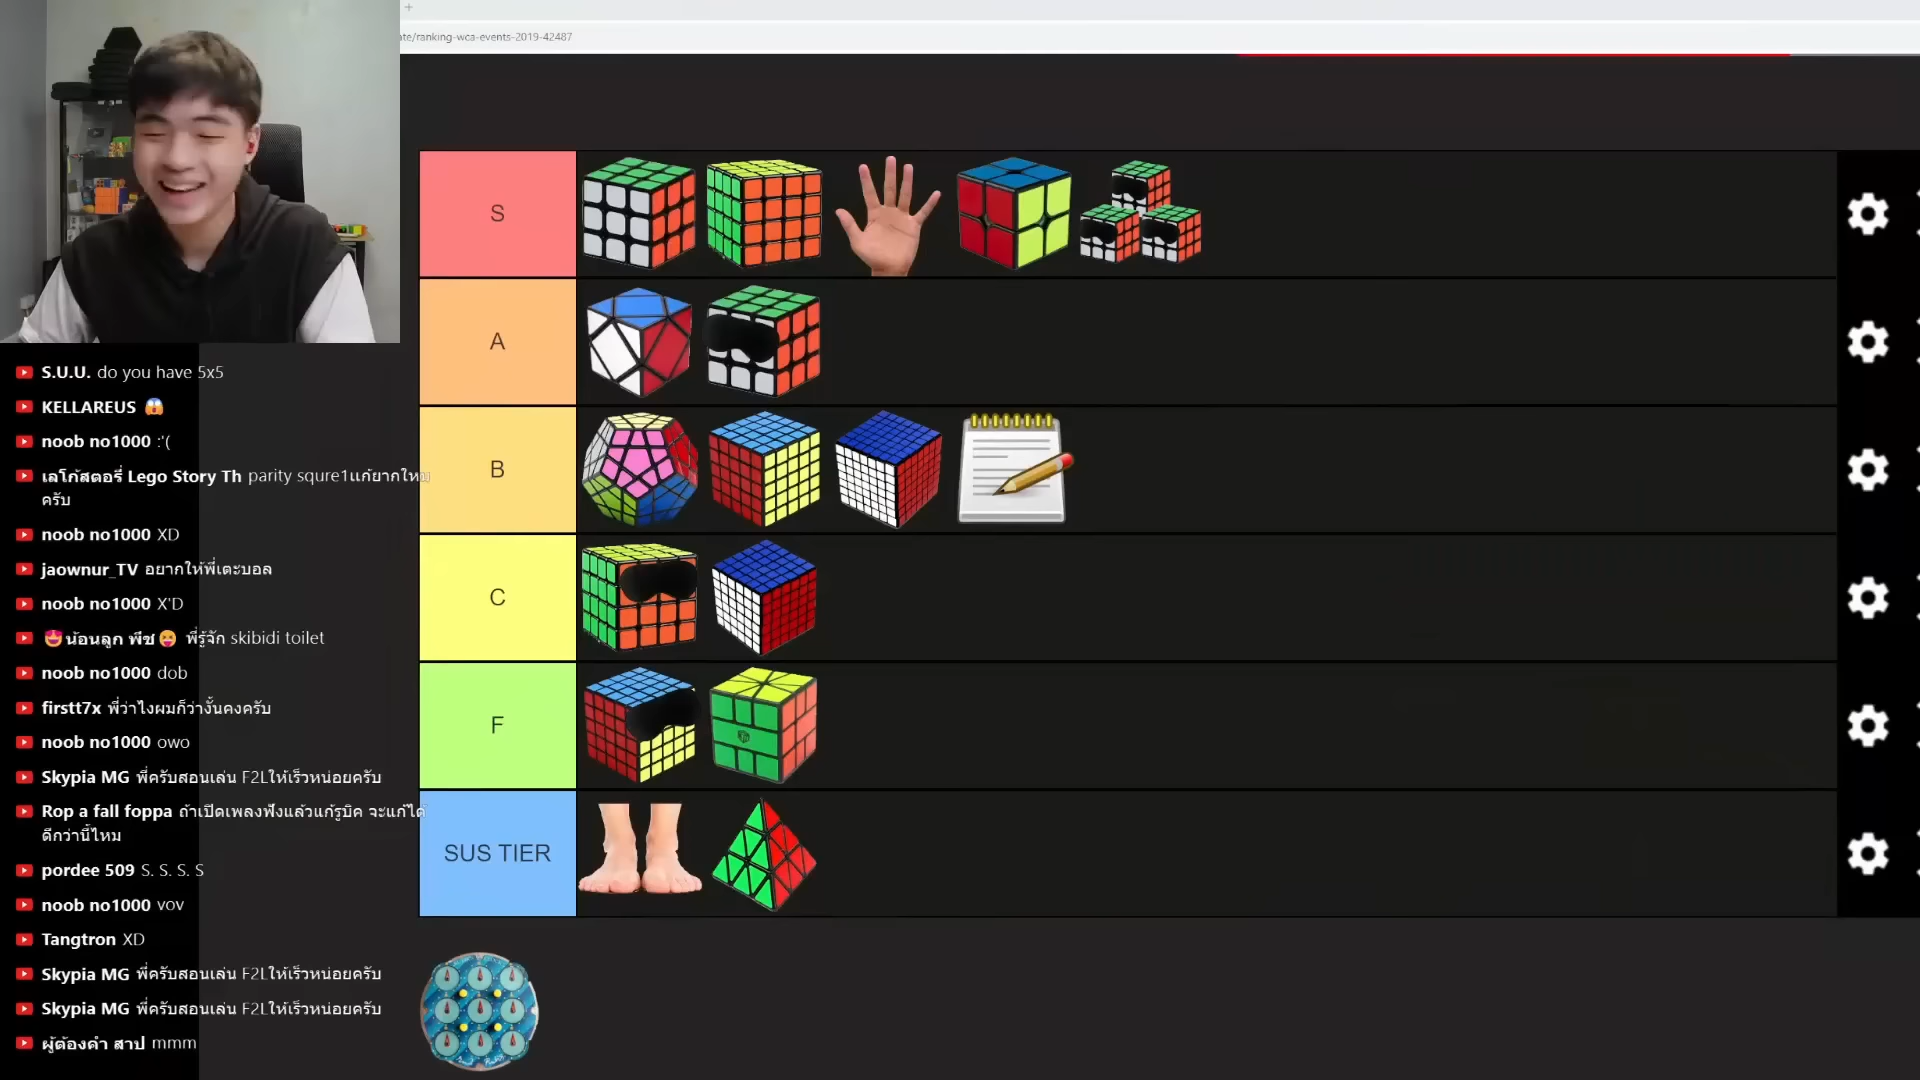 +
ate/ranking-wca-events-2019-42487
S
A
B
C
F
SUS TIER
S.U.U. do you have 5x5
KELLAREUS 😱
noob no1000 :'(
เลโก้สตอรี่ Lego Story Th parity squre1แก้ยากไหม
ครับ
noob no1000 XD
jaownur_TV อยากให้พี่เตะบอล
noob no1000 X'D
🤩น้อนลูก พีช😝 พี่รู้จัก skibidi toilet
noob no1000 dob
firstt7x พี่ว่าไงผมก็ว่างั้นคงครับ
noob no1000 owo
Skypia MG พี่ครับสอนเล่น F2Lให้เร็วหน่อยครับ
Rop a fall foppa ถ้าเปิดเพลงฟังแล้วแก้รูบิค จะแก้ได้
ดีกว่านี้ไหม
pordee 509 S. S. S. S
noob no1000 vov
Tangtron XD
Skypia MG พี่ครับสอนเล่น F2Lให้เร็วหน่อยครับ
Skypia MG พี่ครับสอนเล่น F2Lให้เร็วหน่อยครับ
ผู้ต้องคำ สาป mmm